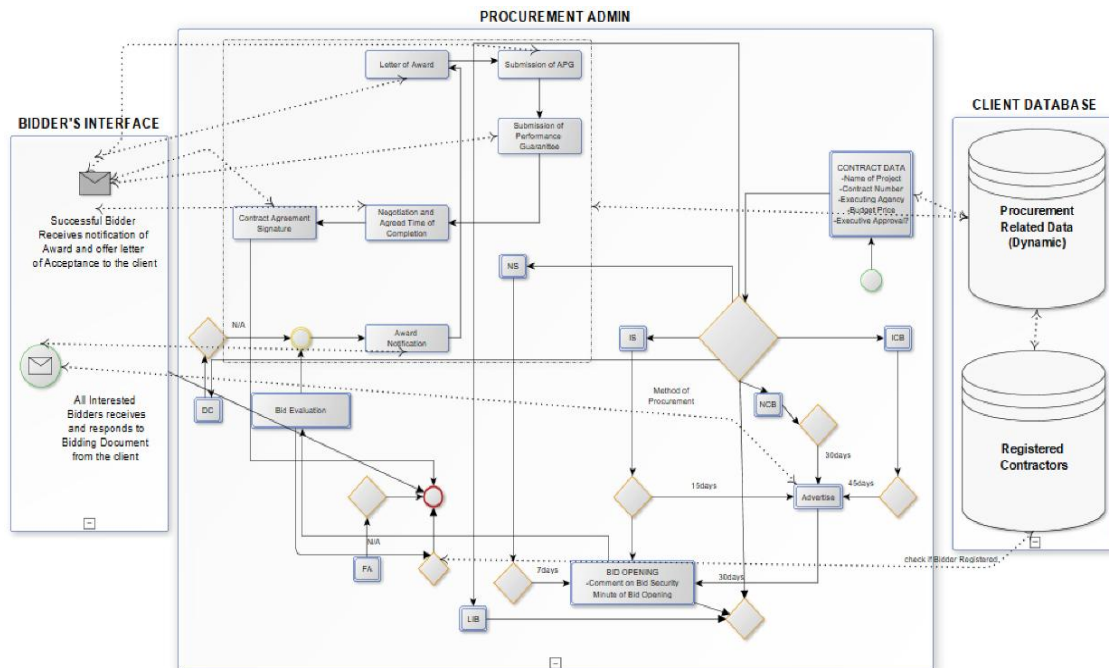 PROCUREMENT ADMIN
BIDDER'S INTERFACE
CLIENT DATABASE
Letter of Award
Submission of APG
Submission of
Performance
Guarantee
Contract Agreement
Signature
Negotiation and
Agreed Time of
Completion
Successful Bidder
Receives notification of
Award and offer letter
of Acceptance to the client
CONTRACT DATA
-Name of Project
-Contract Number
-Executing Agency
-Budget Price
-Executive Approval?
Procurement
Related Data
(Dynamic)
NS
N/A
Award
Notification
IS
ICB
All Interested
Bidders receives
and responds to
Bidding Document
from the client
DC
Bid Evaluation
Method of
Procurement
NCB
Registered
Contractors
30days
15days
Advertise
45days
N/A
FA
7days
BID OPENING
-Comment on Bid Security
Minute of Bid Opening
30days
check if Bidder Registered
LIB